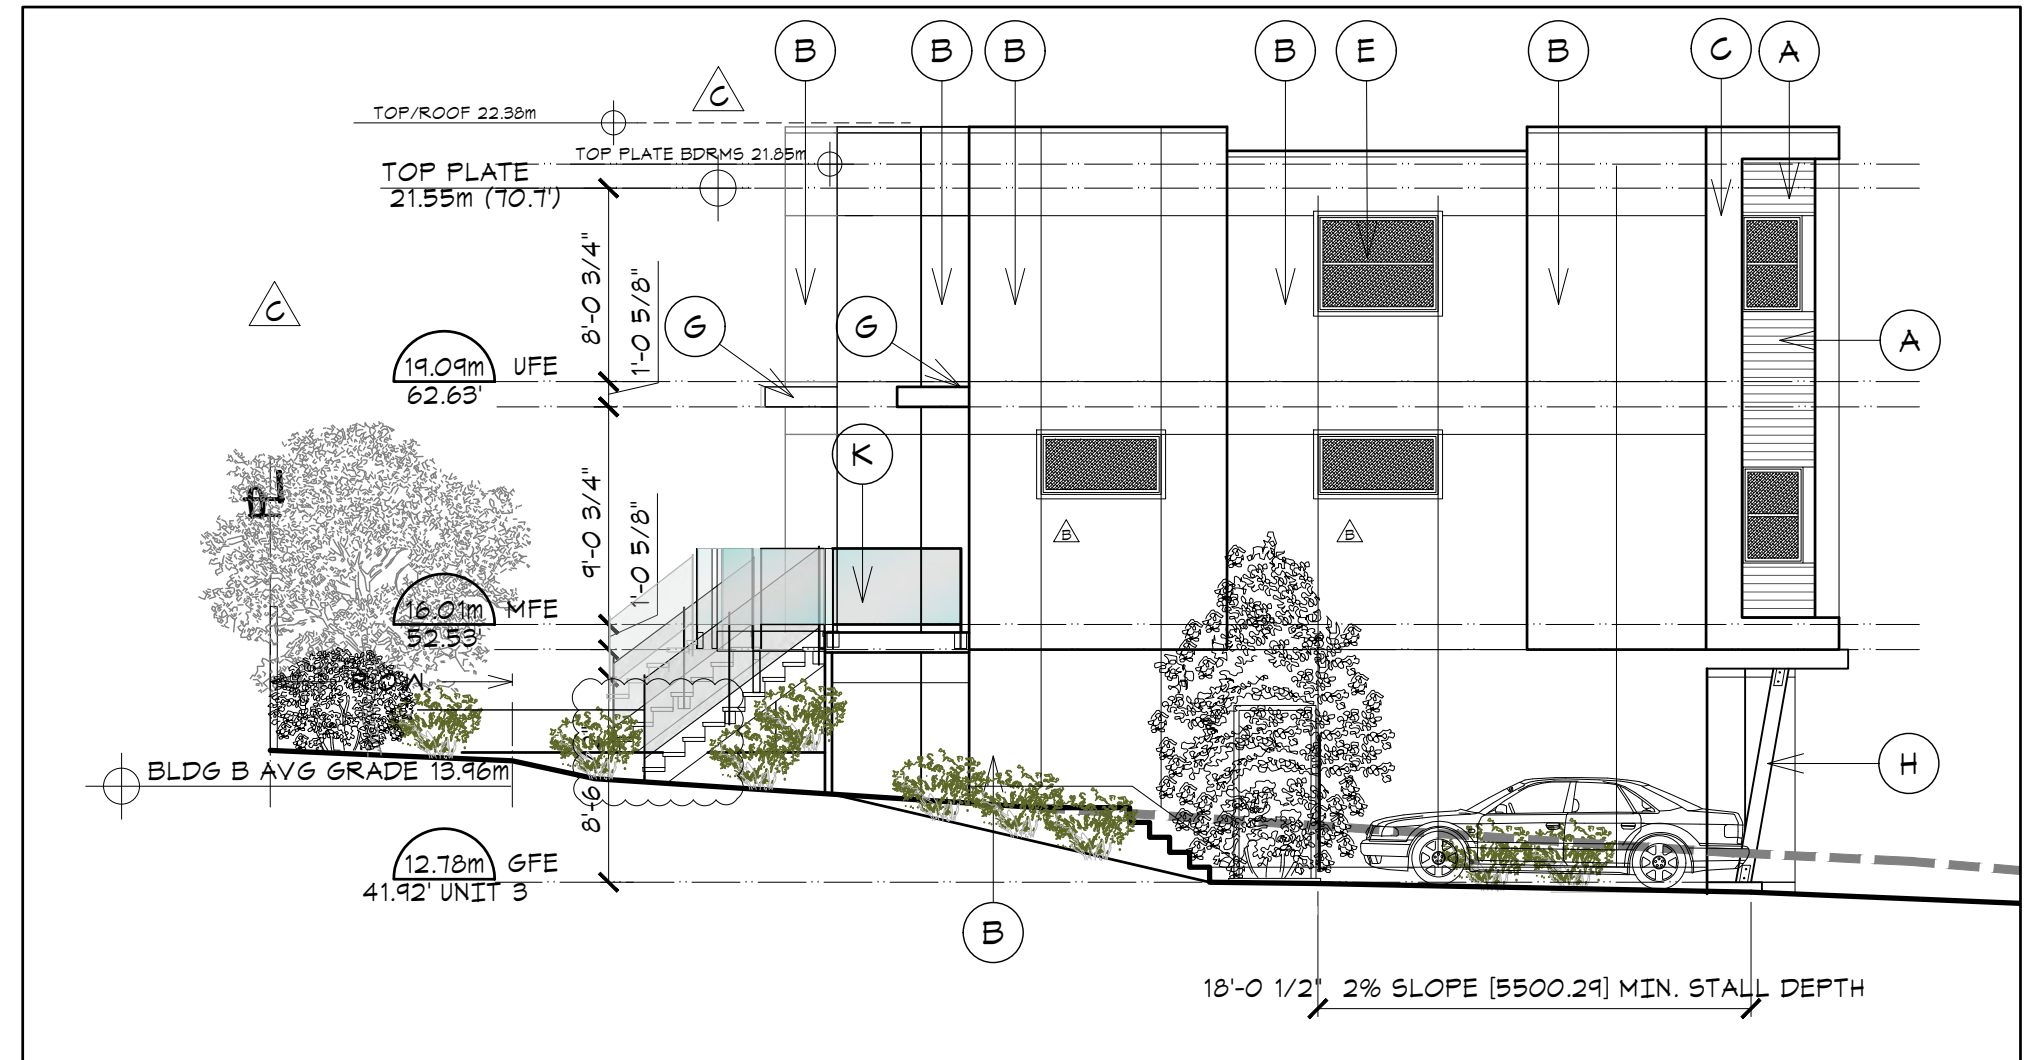 B B B B E B C A
C
TOP/ROOF 22.38m
TOP PLATE BDRMS 21.85m
TOP PLATE
21.55m (70.7')
8'-0 3/4"
1'-0 5/8"
C
G G
A
19.09m UFE
62.63'
K
9'-0 3/4"
1'-0 5/8"
B B
16.01m MFE
52.53'
BLDG B AVG GRADE 13.96m
H
8'-6
12.78m GFE
41.92' UNIT 3
B
18'-0 1/2" 2% SLOPE [5500.29] MIN. STALL DEPTH